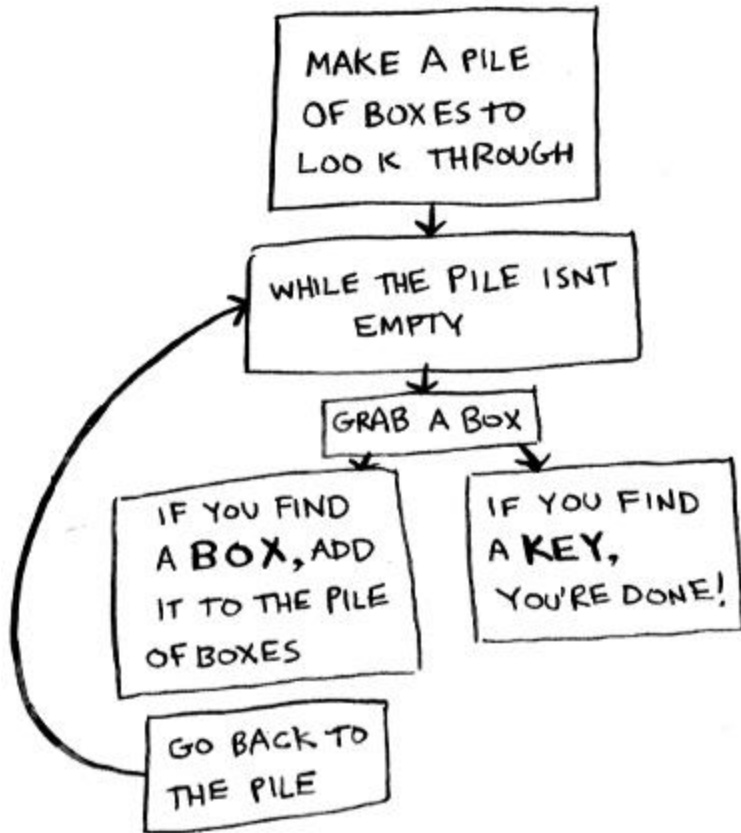 MAKE A PILE
OF BOXES TO
LOOK THROUGH
WHILE THE PILE ISNT
EMPTY
GRAB A BOX
IF YOU FIND
A BOX, ADD
IT TO THE PILE
OF BOXES
IF YOU FIND
A KEY,
YOU'RE DONE!
GO BACK TO
THE PILE